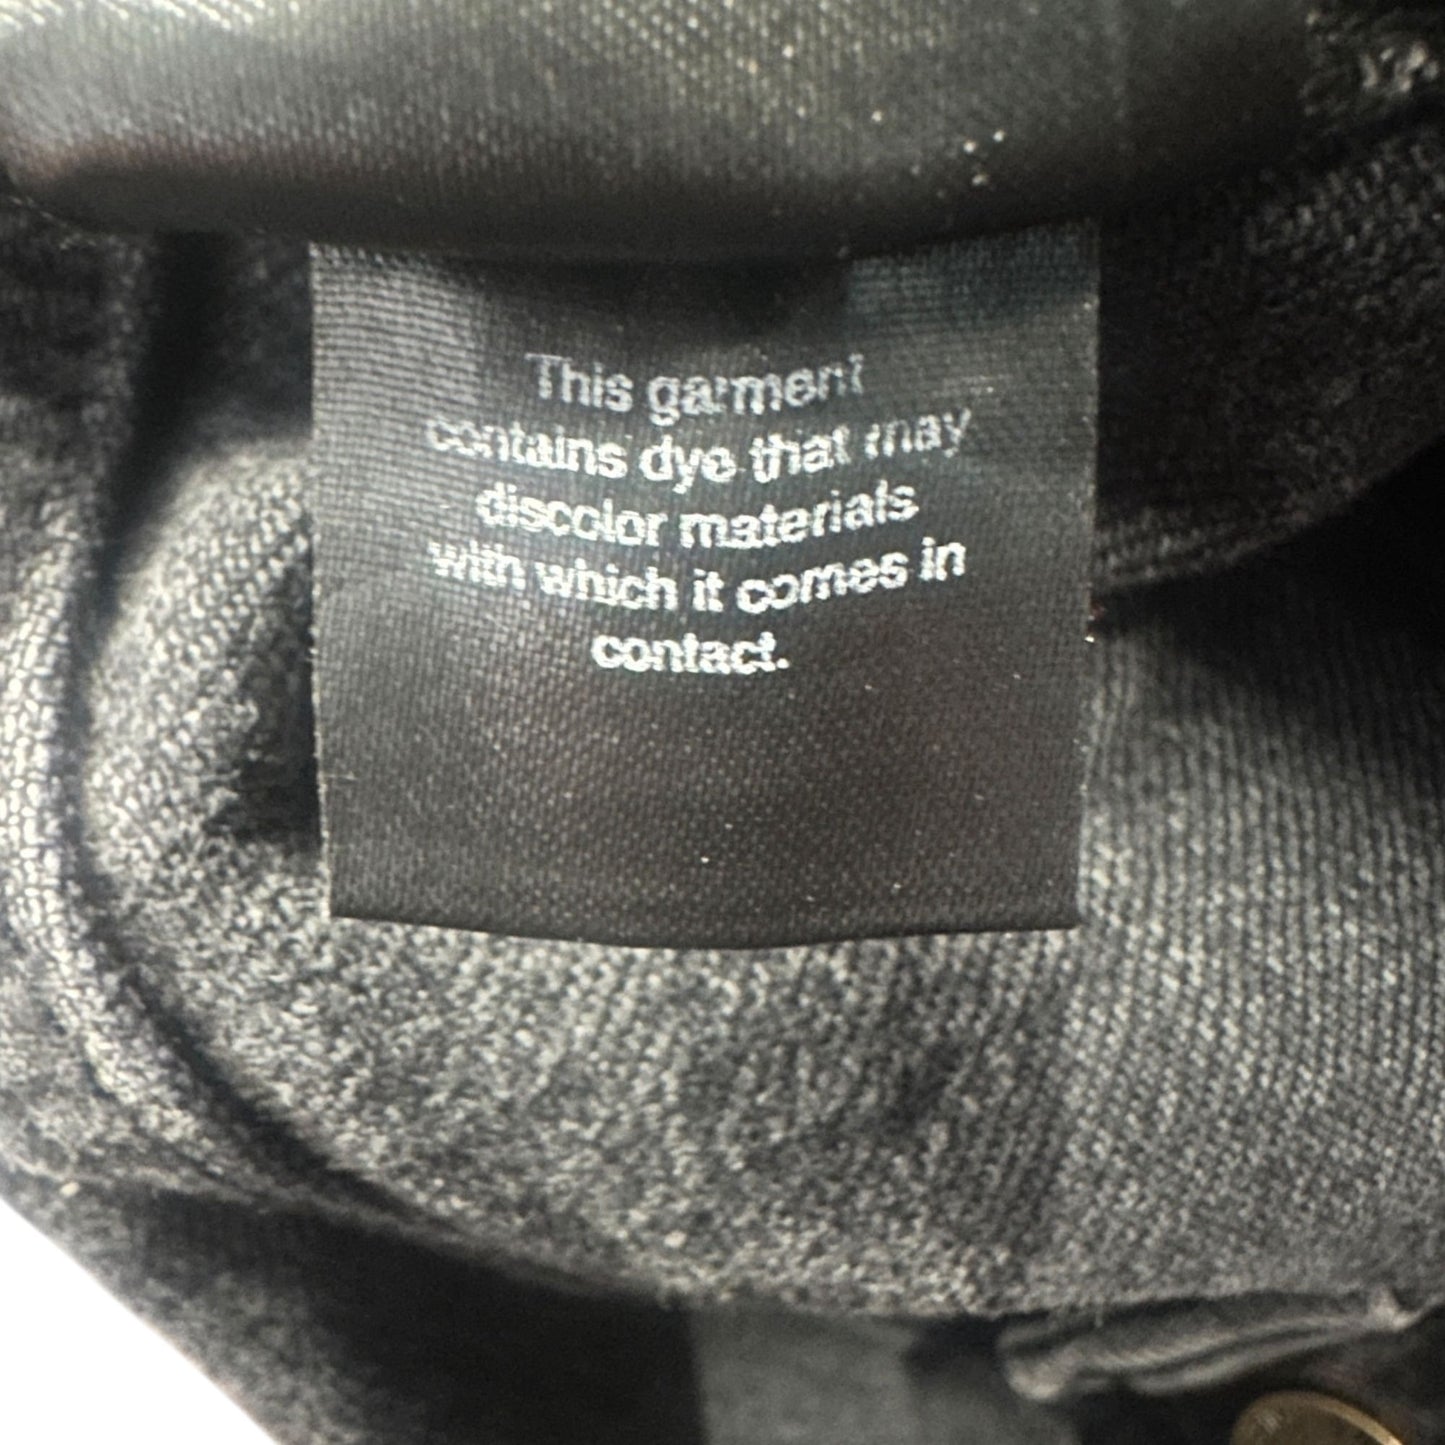 This garment
contains dye that may
discolor materials
with which it comes in
contact.